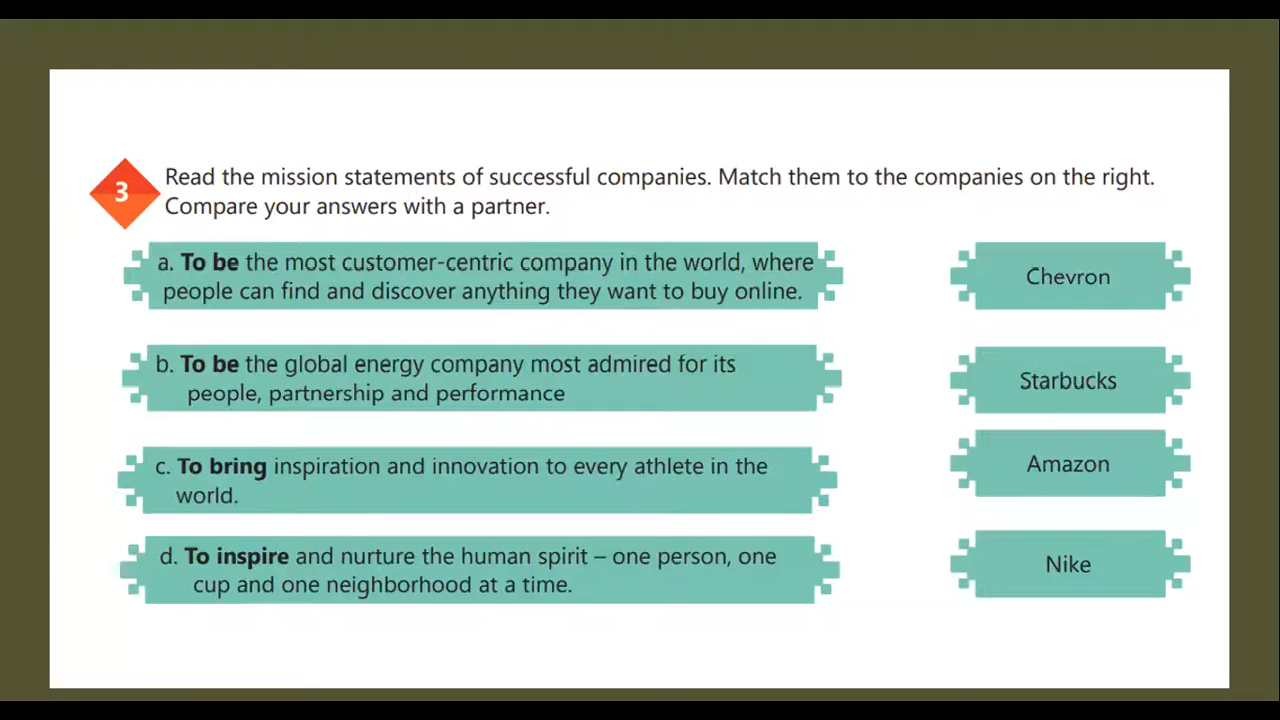 3
Read the mission statements of successful companies. Match them to the companies on the right.
Compare your answers with a partner.
a. To be the most customer-centric company in the world, where
people can find and discover anything they want to buy online.
Chevron
b. To be the global energy company most admired for its
people, partnership and performance
Starbucks
c. To bring inspiration and innovation to every athlete in the
world.
Amazon
d. To inspire and nurture the human spirit – one person, one
cup and one neighborhood at a time.
Nike